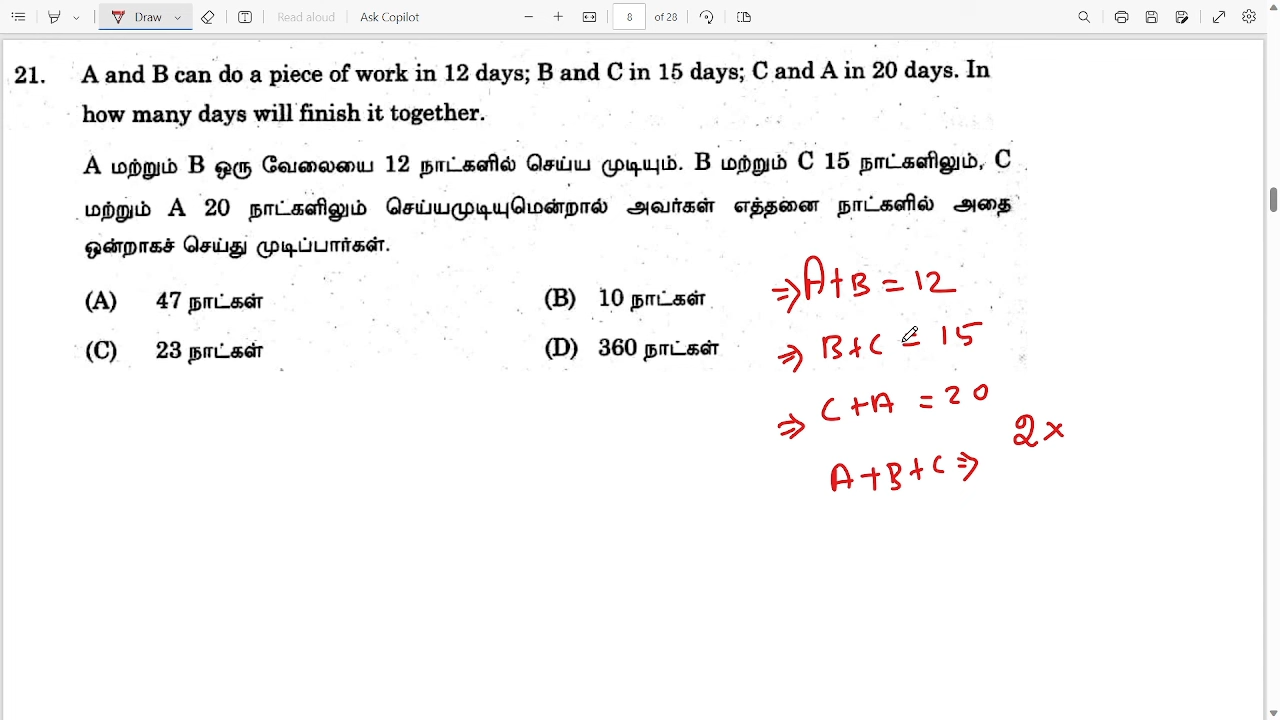 Draw
Read aloud
Ask Copilot
8
of 28
21. A and B can do a piece of work in 12 days; B and C in 15 days; C and A in 20 days. In
how many days will finish it together.
A மற்றும் B ஒரு வேலையை 12 நாட்களில் செய்ய முடியும். B மற்றும் C 15 நாட்களிலும், C
மற்றும் A 20 நாட்களிலும் செய்யமுடியுமென்றால் அவர்கள் எத்தனை நாட்களில் அதை
ஒன்றாகச் செய்து முடிப்பார்கள்.
(A) 47 நாட்கள்
(B) 10 நாட்கள்
(C) 23 நாட்கள்
(D) 360 நாட்கள்
⇒ A+B = 12
⇒ B+C = 15
⇒ C+A = 20
2×
A+B+C ⇒